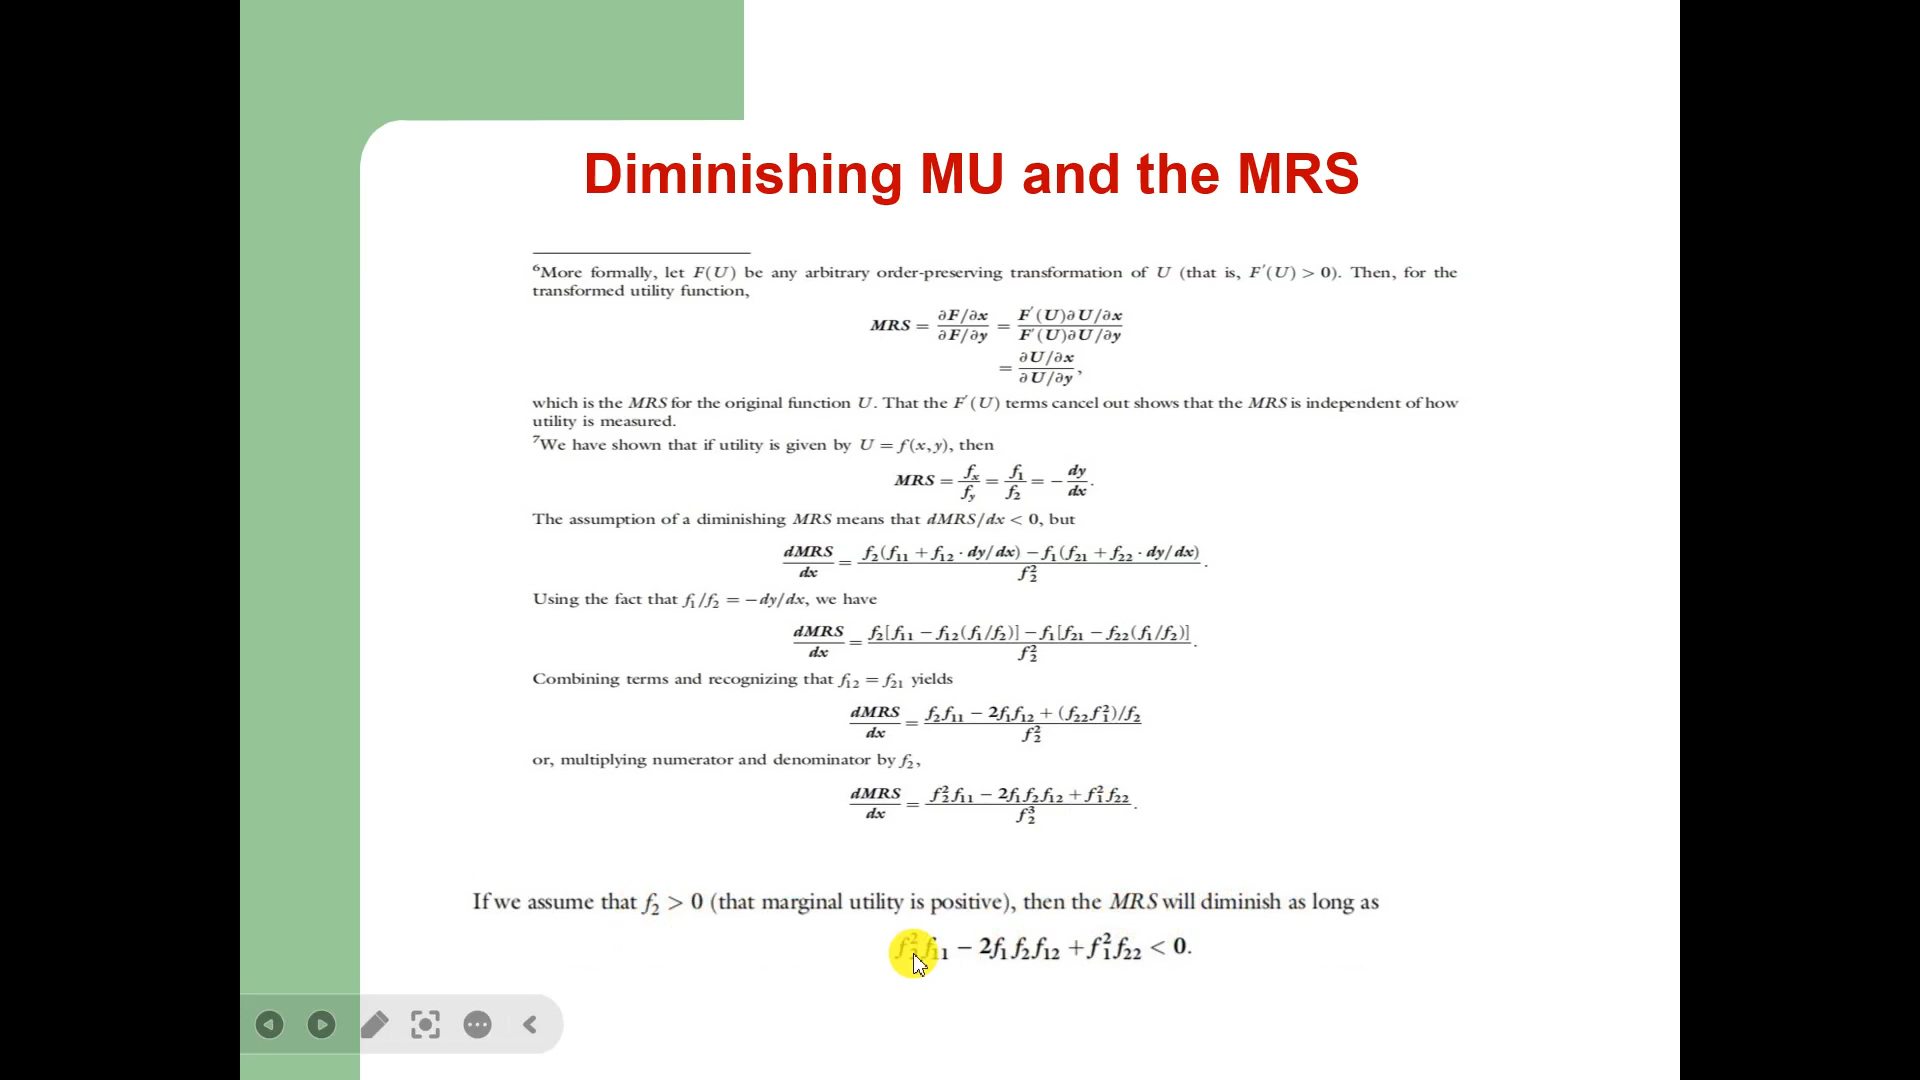 Diminishing MU and the MRS
⁶More formally, let F(U) be any arbitrary order-preserving transformation of U (that is, F′(U) > 0). Then, for the
transformed utility function,
MRS = ∂F/∂x / ∂F/∂y = F′(U)∂U/∂x / F′(U)∂U/∂y
= ∂U/∂x / ∂U/∂y,
which is the MRS for the original function U. That the F′(U) terms cancel out shows that the MRS is independent of how
utility is measured.
⁷We have shown that if utility is given by U = f(x, y), then
MRS = fₓ/f_y = f₁/f₂ = − dy/dx.
The assumption of a diminishing MRS means that dMRS/dx < 0, but
dMRS/dx = f₂(f₁₁ + f₁₂ · dy/dx) − f₁(f₂₁ + f₂₂ · dy/dx) / f₂².
Using the fact that f₁/f₂ = −dy/dx, we have
dMRS/dx = f₂[f₁₁ − f₁₂(f₁/f₂)] − f₁[f₂₁ − f₂₂(f₁/f₂)] / f₂².
Combining terms and recognizing that f₁₂ = f₂₁ yields
dMRS/dx = f₂f₁₁ − 2f₁f₁₂ + (f₂₂f₁²)/f₂ / f₂²
or, multiplying numerator and denominator by f₂,
dMRS/dx = f₂²f₁₁ − 2f₁f₂f₁₂ + f₁²f₂₂ / f₂³.
If we assume that f₂ > 0 (that marginal utility is positive), then the MRS will diminish as long as
f₂²f₁₁ − 2f₁f₂f₁₂ + f₁²f₂₂ < 0.